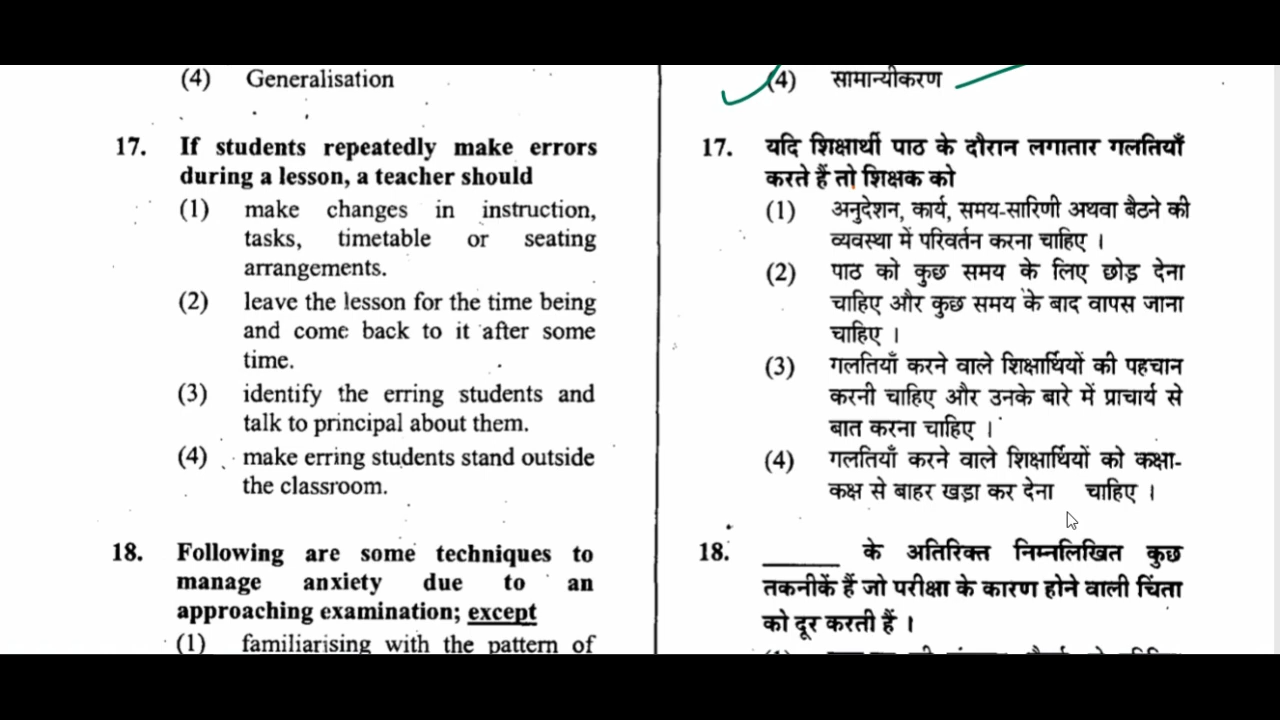 (4) Generalisation
17. If students repeatedly make errors
during a lesson, a teacher should
(1) make changes in instruction,
tasks, timetable or seating
arrangements.
(2) leave the lesson for the time being
and come back to it after some
time.
(3) identify the erring students and
talk to principal about them.
(4) make erring students stand outside
the classroom.
18. Following are some techniques to
manage anxiety due to an
approaching examination; except
(1) familiarising with the pattern of
(4) सामान्यीकरण
17. यदि शिक्षार्थी पाठ के दौरान लगातार गलतियाँ
करते हैं तो शिक्षक को
(1) अनुदेशन, कार्य, समय-सारिणी अथवा बैठने की
व्यवस्था में परिवर्तन करना चाहिए ।
(2) पाठ को कुछ समय के लिए छोड़ देना
चाहिए और कुछ समय के बाद वापस जाना
चाहिए ।
(3) गलतियाँ करने वाले शिक्षार्थियों की पहचान
करनी चाहिए और उनके बारे में प्राचार्य से
बात करना चाहिए ।
(4) गलतियाँ करने वाले शिक्षार्थियों को कक्षा-
कक्ष से बाहर खड़ा कर देना चाहिए ।
18. ______ के अतिरिक्त निम्नलिखित कुछ
तकनीकें हैं जो परीक्षा के कारण होने वाली चिंता
को दूर करती हैं ।